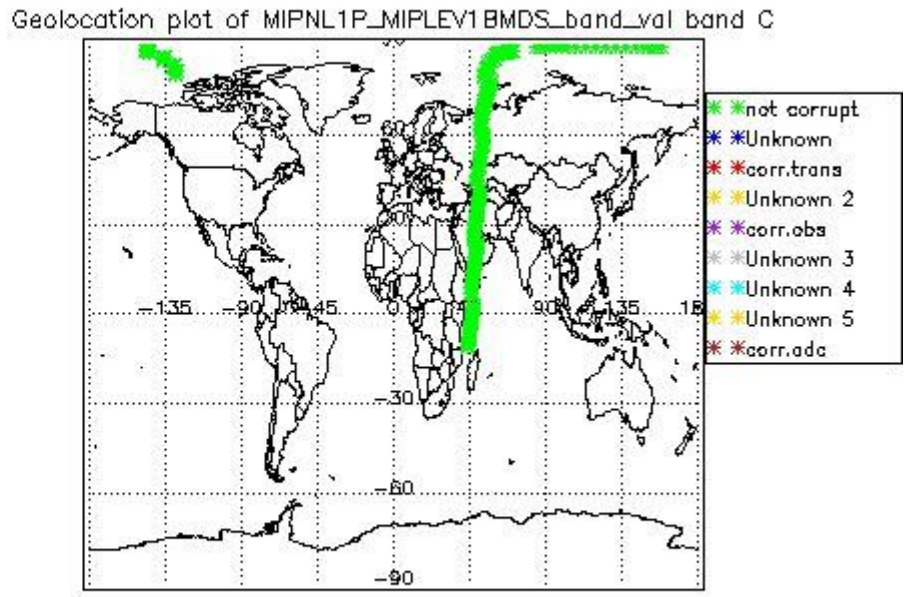 Geolocation plot of MIPNL1P_MIPLEV1BMDS_band_val band C
not corrupt
Unknown
corr.trans
Unknown 2
corr.obs
Unknown 3
Unknown 4
Unknown 5
corr.adc
60
-135 -90 -45 0 90 135
-30
-60
-90